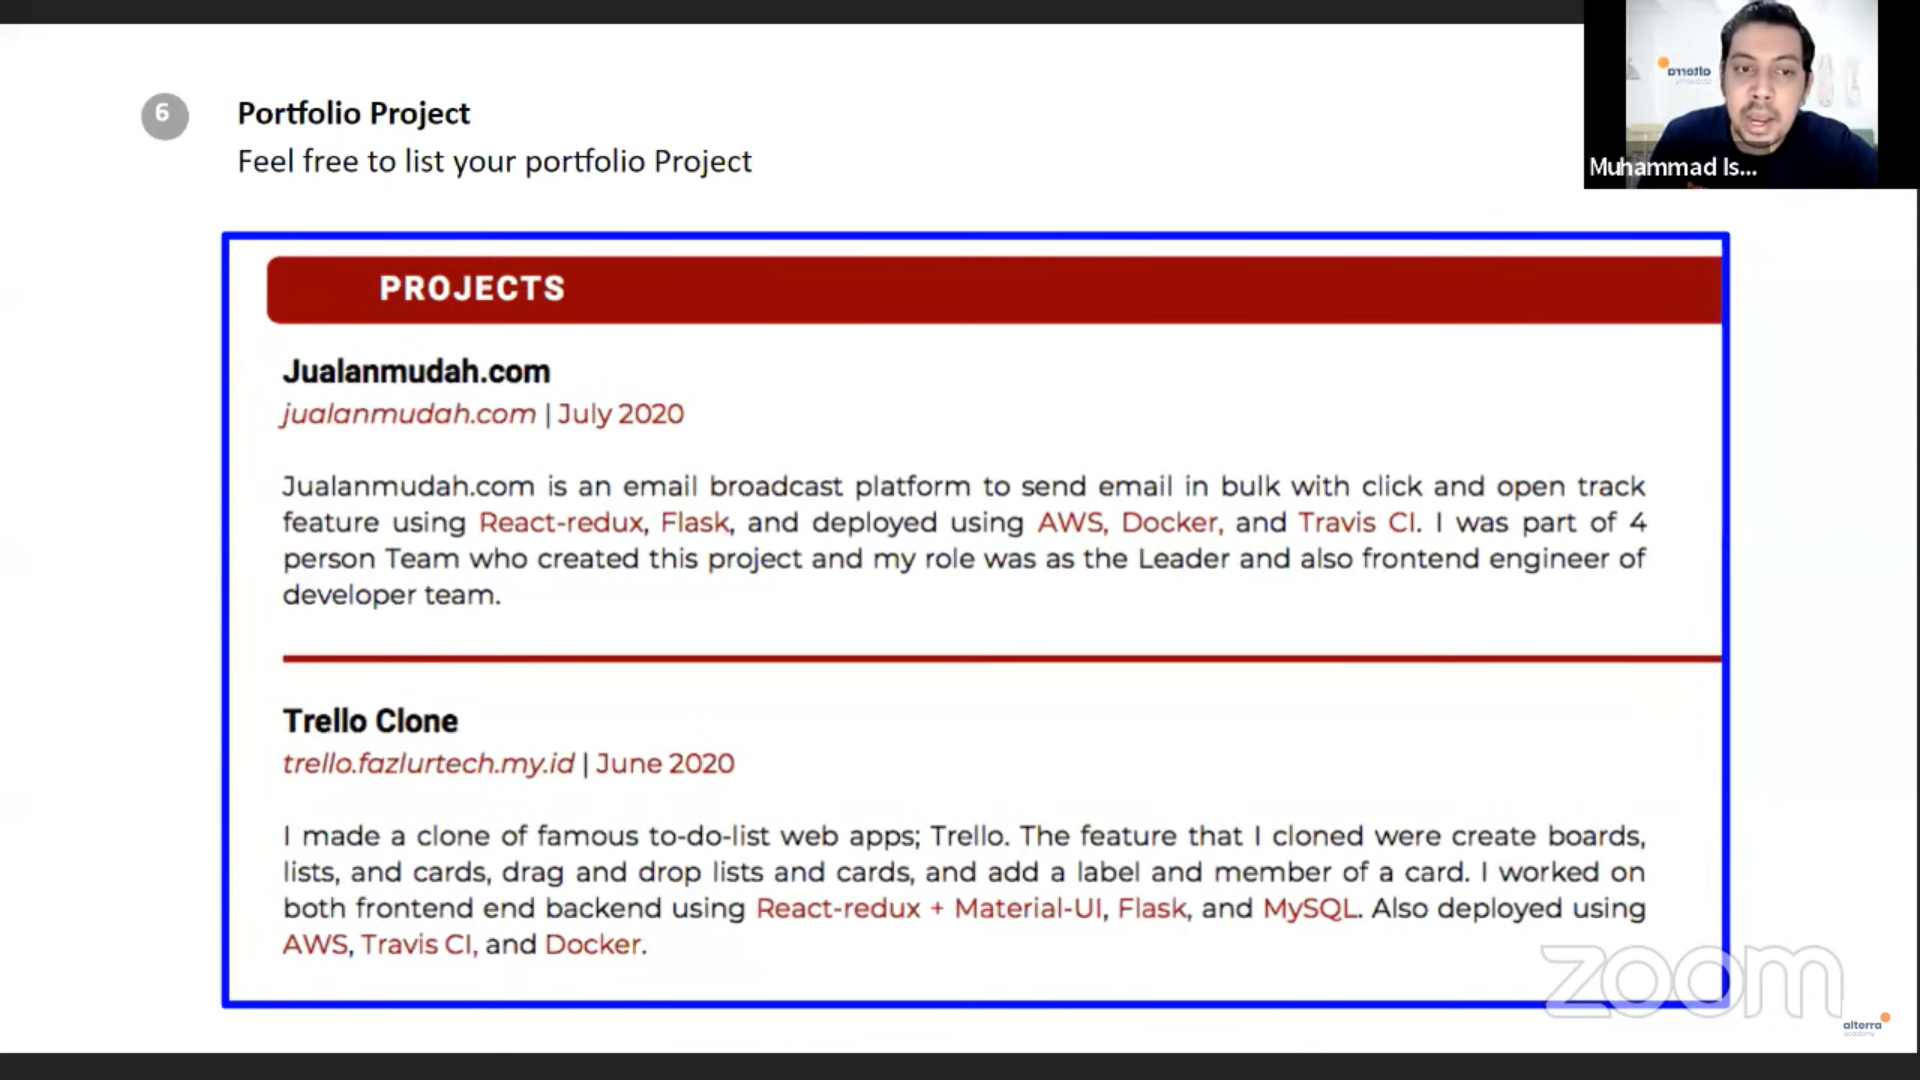 6
Portfolio Project
Feel free to list your portfolio Project
alterra
Muhammad Is...
PROJECTS
Jualanmudah.com
jualanmudah.com | July 2020
Jualanmudah.com is an email broadcast platform to send email in bulk with click and open track
feature using React-redux, Flask, and deployed using AWS, Docker, and Travis CI. I was part of 4
person Team who created this project and my role was as the Leader and also frontend engineer of
developer team.
Trello Clone
trello.fazlurtech.my.id | June 2020
I made a clone of famous to-do-list web apps; Trello. The feature that I cloned were create boards,
lists, and cards, drag and drop lists and cards, and add a label and member of a card. I worked on
both frontend end backend using React-redux + Material-UI, Flask, and MySQL. Also deployed using
AWS, Travis CI, and Docker.
zoom
alterra
academy